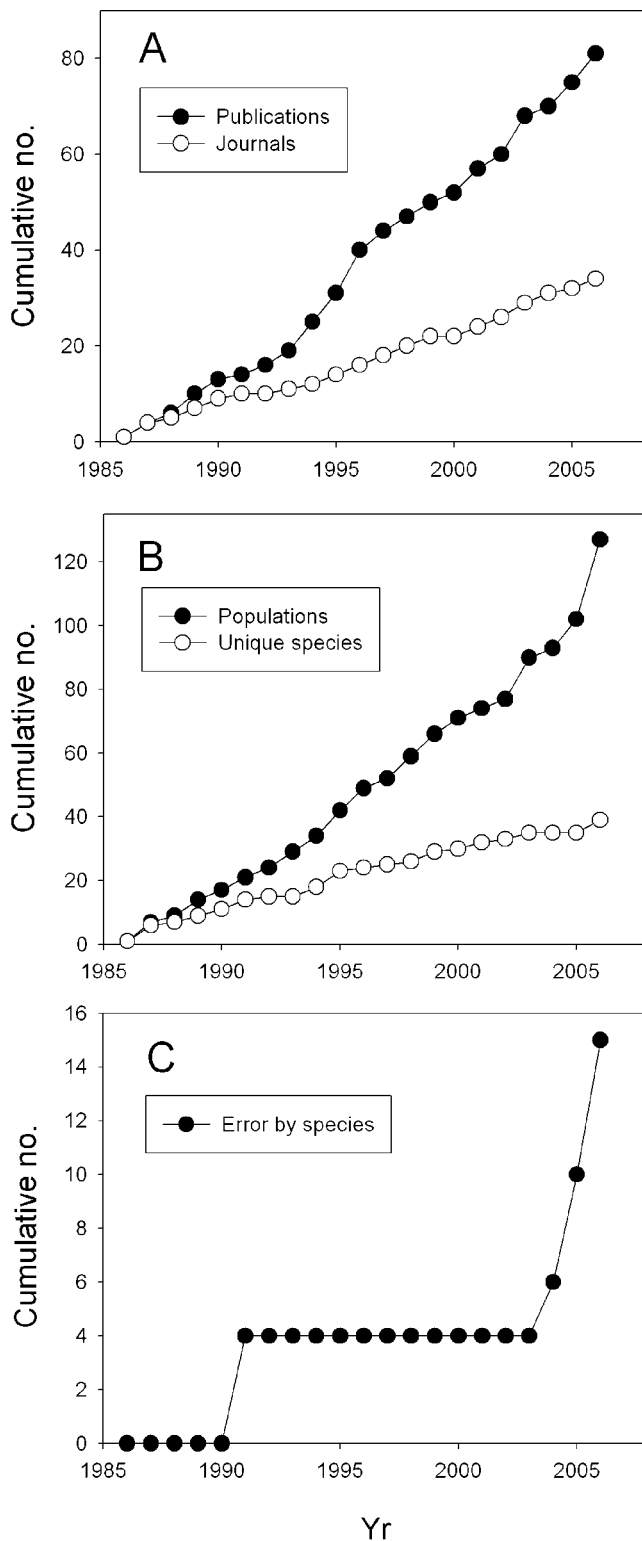 A
Publications
Journals
Cumulative no.
80
60
40
20
0
1985 1990 1995 2000 2005
B
Populations
Unique species
Cumulative no.
120
100
80
60
40
20
0
1985 1990 1995 2000 2005
C
Error by species
Cumulative no.
16
14
12
10
8
6
4
2
0
1985 1990 1995 2000 2005
Yr